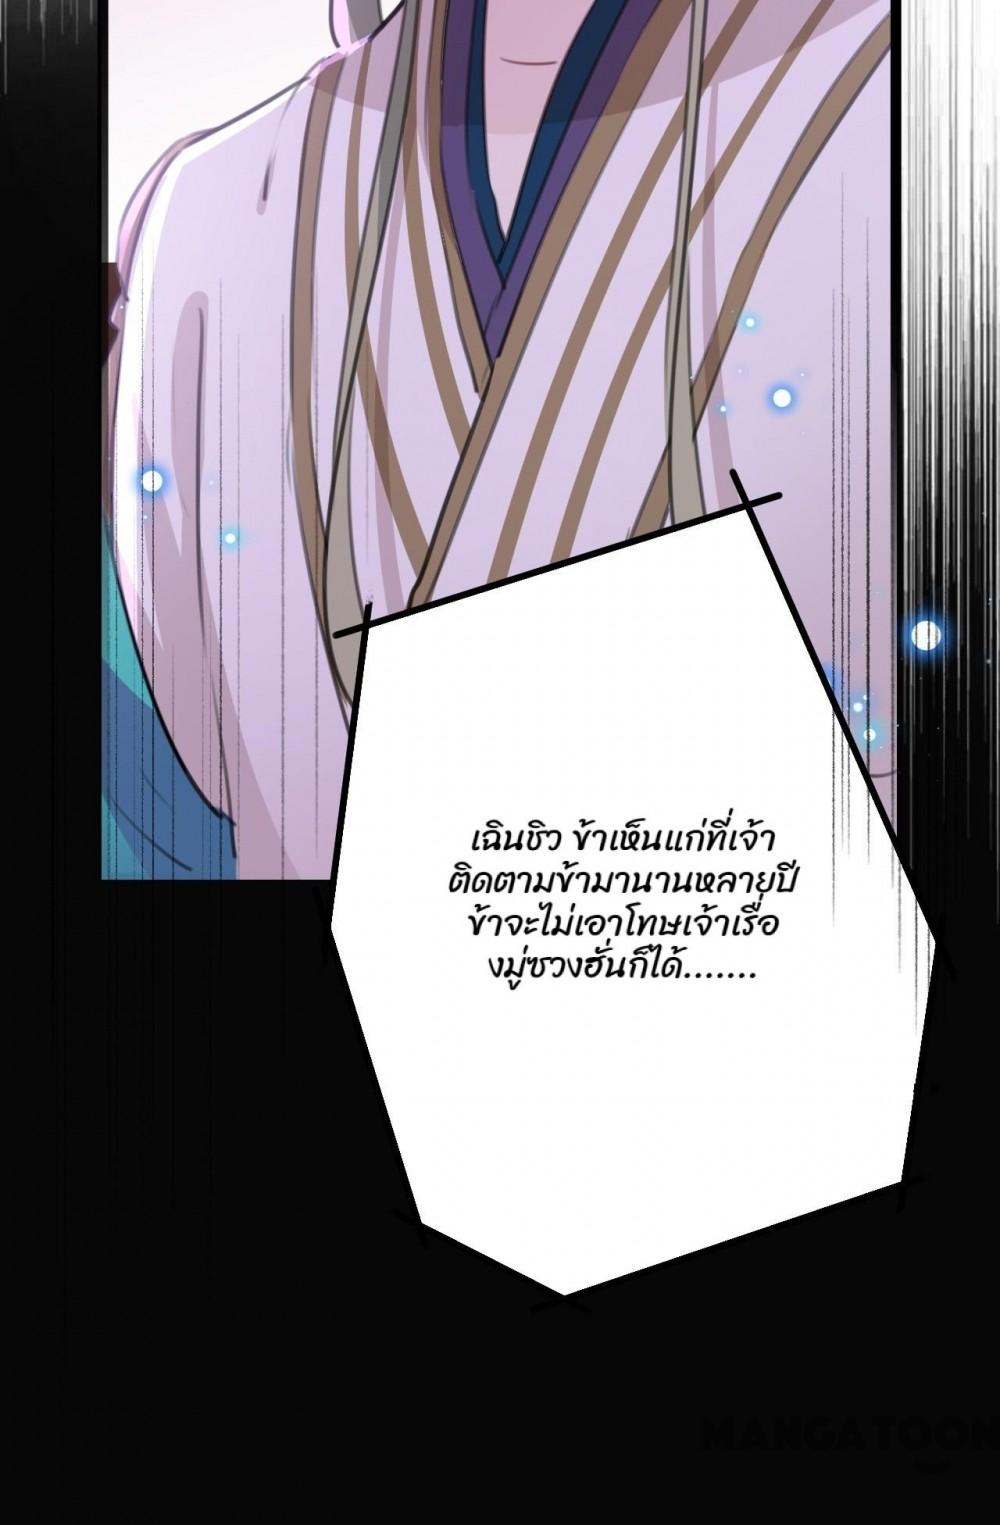 เฉินชิว ข้าเห็นแก่ที่เจ้า
ติดตามข้ามานานหลายปี
ข้าจะไม่เอาโทษเจ้าเรื่อ
งมู่ซวงฮั่นก็ได้.......
MANGATOON